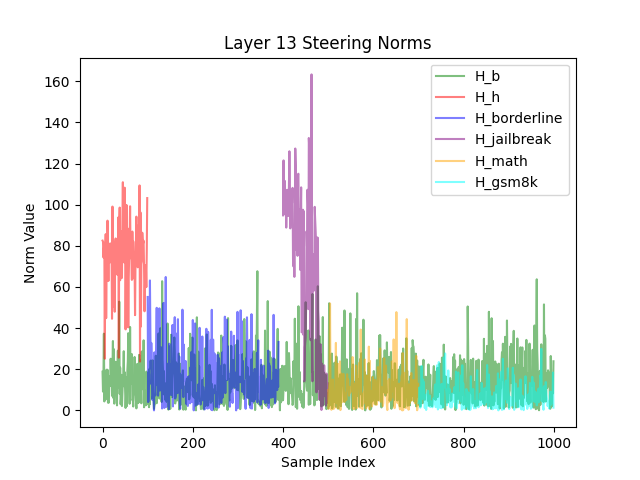 Layer 13 Steering Norms
Norm Value
160
140
120
100
80
60
40
20
0
0
200
400
600
800
1000
Sample Index
H_b
H_h
H_borderline
H_jailbreak
H_math
H_gsm8k